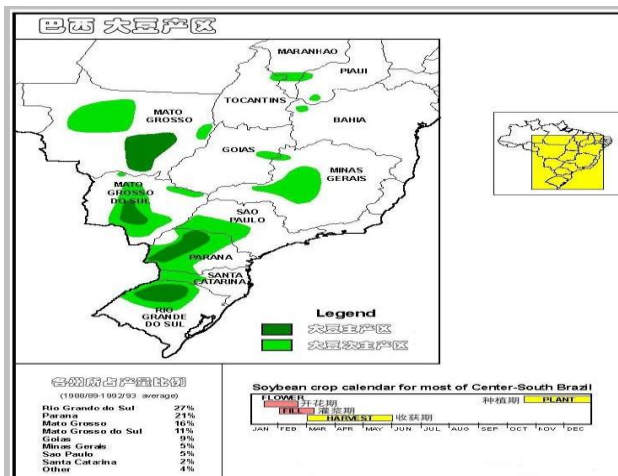 巴西 大豆产区
MARANHAO
PIAUI
TOCANTINS
MATO
GROSSO
BAHIA
GOIAS
MINAS
GERAIS
MATO
GROSSO
DO SUL
SAO
PAULO
PARANA
SANTA
CATARINA
RIO
GRANDE
DO SUL
Legend
大豆主产区
大豆次主产区
各州所占产量比例
(1988/89-1992/93 average)
Rio Grando do Sul 27%
Parana 21%
Mato Grosso 16%
Mato Grosso do Sul 11%
Goias 9%
Minas Gerais 5%
Sao Paulo 5%
Santa Catarina 2%
Other 4%
Soybean crop calendar for most of Center-South Brazil
FLOWER 开花期 种植期 PLANT
FILL 灌浆期
HARVEST 收获期
JAN FEB MAR APR MAY JUN JUL AUG SEP OCT NOV DEC